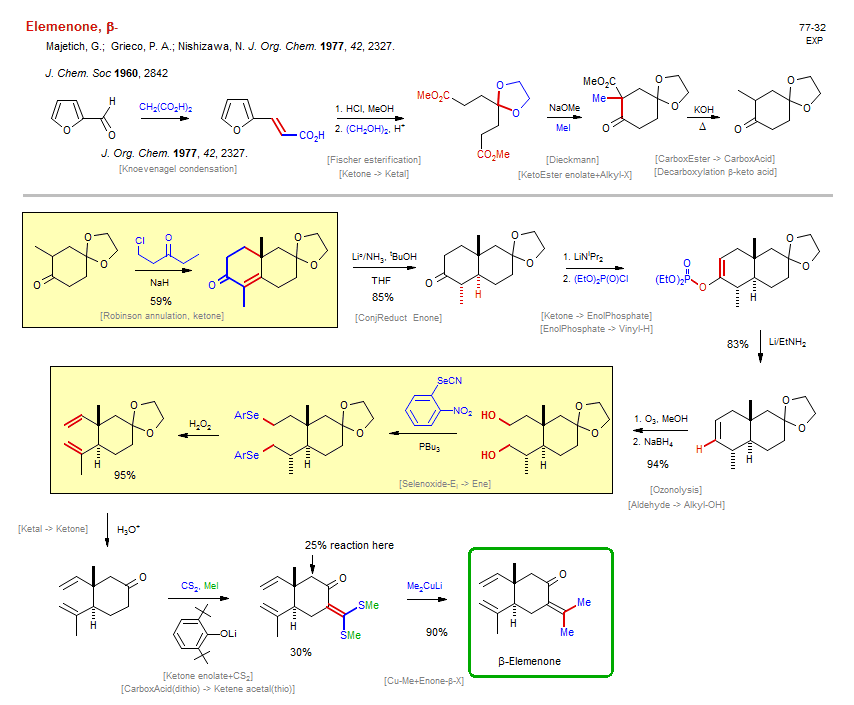 Elemenone, β-
77-32
EXP
Majetich, G.; Grieco, P. A.; Nishizawa, N. J. Org. Chem. 1977, 42, 2327.
J. Chem. Soc 1960, 2842
H
O
O
CH₂(CO₂H)₂
O
CO₂H
1. HCl, MeOH
2. (CH₂OH)₂, H⁺
MeO₂C
O
O
CO₂Me
NaOMe
MeI
MeO₂C
Me
O
O
O
KOH
Δ
O
O
O
J. Org. Chem. 1977, 42, 2327.
[Knoevenagel condensation]
[Fischer esterification]
[Ketone -> Ketal]
[Dieckmann]
[KetoEster enolate+Alkyl-X]
[CarboxEster -> CarboxAcid]
[Decarboxylation β-keto acid]
O
O
O
Cl
O
NaH
59%
O
O
O
[Robinson annulation, ketone]
Li°/NH₃, ᵗBuOH
THF
85%
[ConjReduct Enone]
O
O
O
H
1. LiNⁱPr₂
2. (EtO)₂P(O)Cl
[Ketone -> EnolPhosphate]
[EnolPhosphate -> Vinyl-H]
O
(EtO)₂P
O
O
O
H
83%
Li/EtNH₂
H
O
O
H
1. O₃, MeOH
2. NaBH₄
94%
[Ozonolysis]
[Aldehyde -> Alkyl-OH]
HO
HO
O
O
H
SeCN
NO₂
PBu₃
[Selenoxide-Eᵢ -> Ene]
ArSe
ArSe
O
O
H
H₂O₂
O
O
H
95%
[Ketal -> Ketone]
H₃O⁺
O
H
CS₂, MeI
OLi
[Ketone enolate+CS₂]
[CarboxAcid(dithio) -> Ketene acetal(thio)]
25% reaction here
O
SMe
SMe
H
30%
Me₂CuLi
90%
[Cu-Me+Enone-β-X]
O
Me
Me
H
β-Elemenone